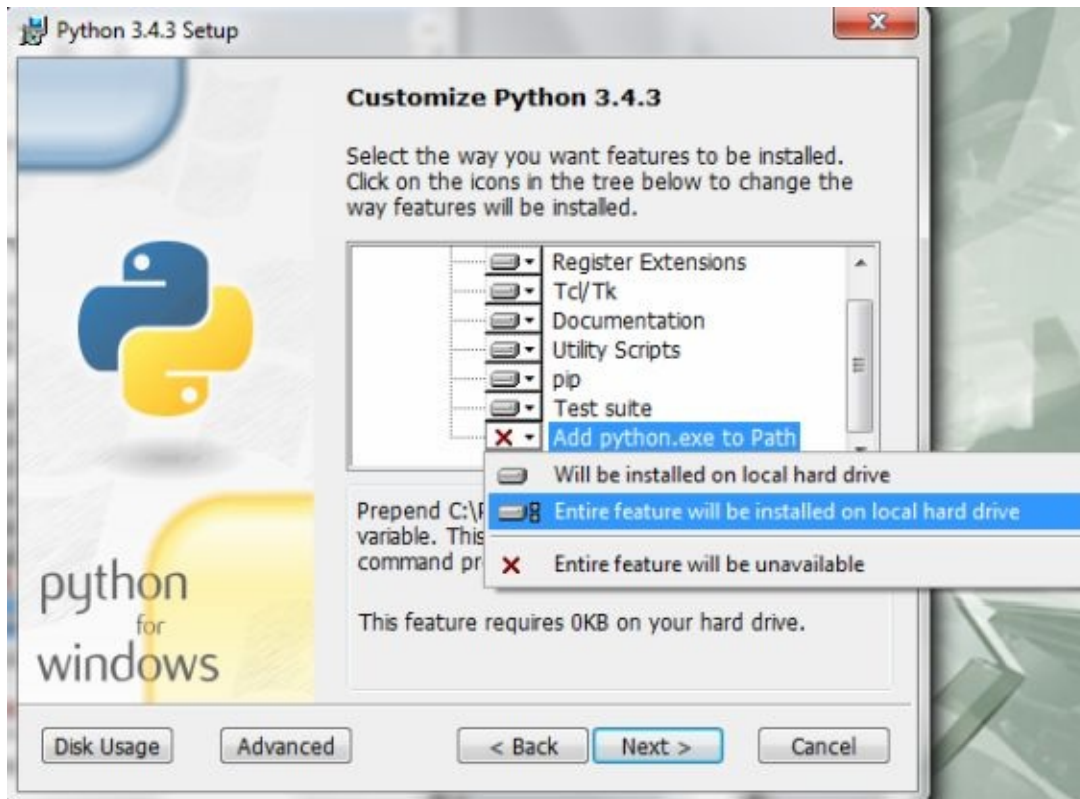 Python 3.4.3 Setup
Customize Python 3.4.3
Select the way you want features to be installed.
Click on the icons in the tree below to change the
way features will be installed.
Register Extensions
Tcl/Tk
Documentation
Utility Scripts
pip
Test suite
Add python.exe to Path
Will be installed on local hard drive
Entire feature will be installed on local hard drive
Entire feature will be unavailable
Prepend C:\
variable. This
command
This feature requires 0KB on your hard drive.
python
for
windows
Disk Usage
Advanced
< Back
Next >
Cancel